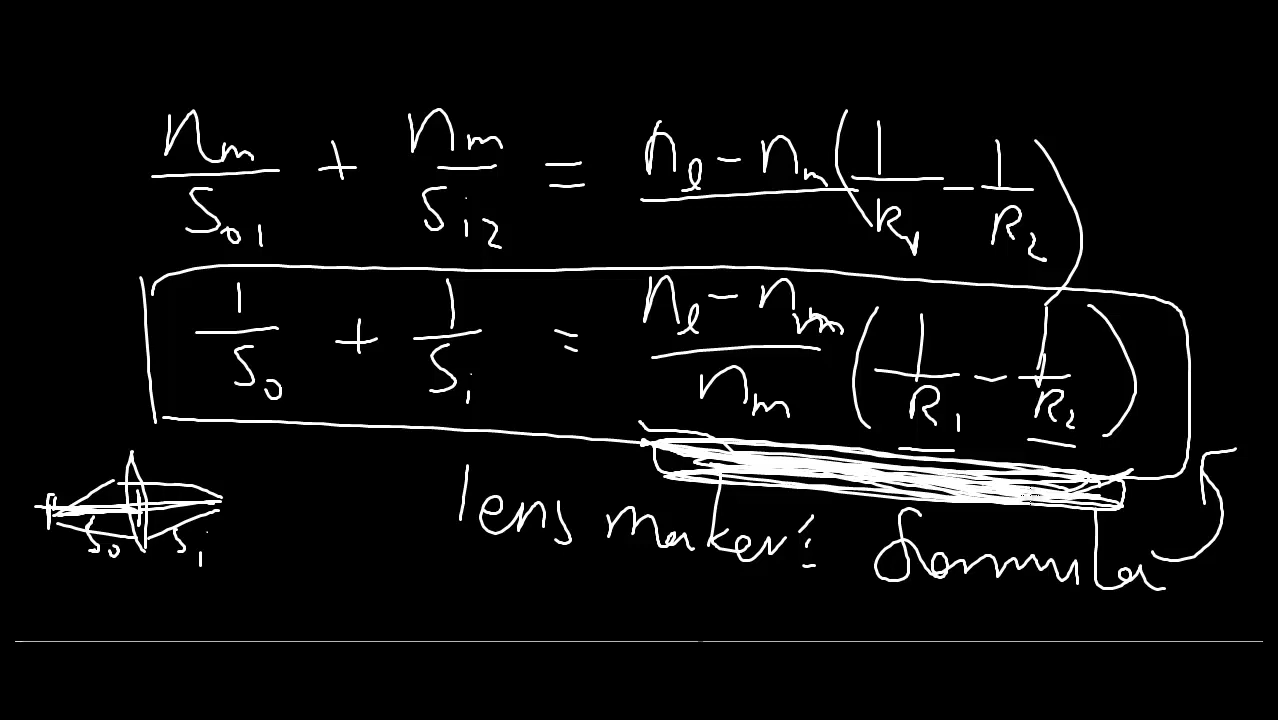 n_m/S_o1 + n_m/S_i2 = n_l - n_m (1/R_1 - 1/R_2)
1/S_o + 1/S_i = (n_l - n_m)/n_m (1/R_1 - 1/R_2)
S_o S_i
lens maker's formula